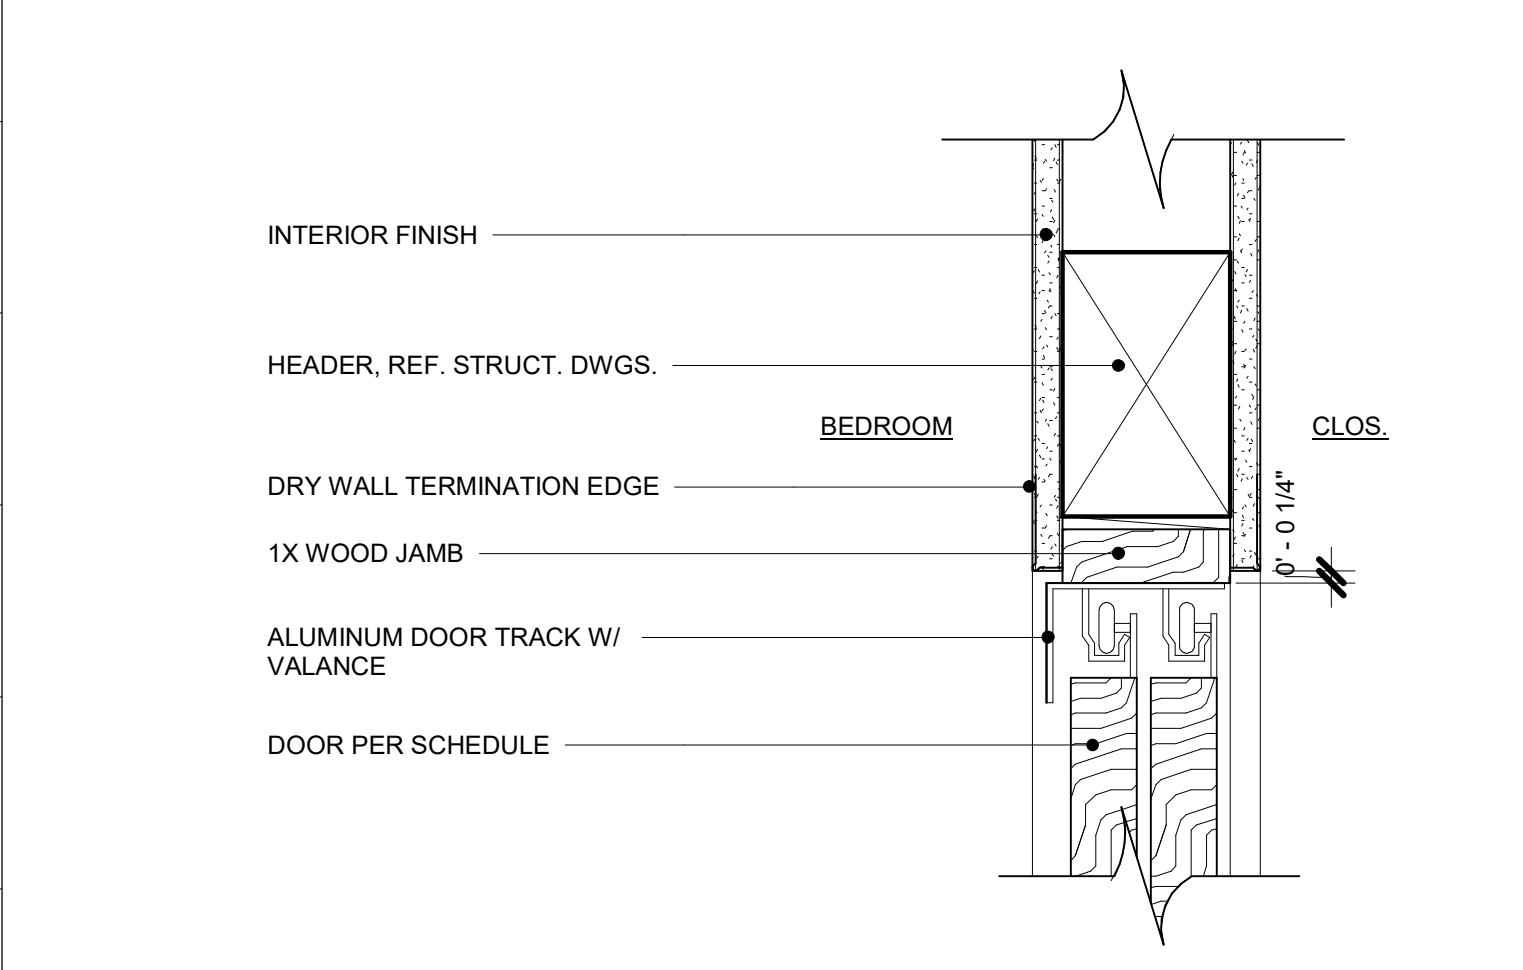 INTERIOR FINISH
HEADER, REF. STRUCT. DWGS.
BEDROOM
CLOS.
DRY WALL TERMINATION EDGE
0' - 0 1/4"
1X WOOD JAMB
ALUMINUM DOOR TRACK W/
VALANCE
DOOR PER SCHEDULE